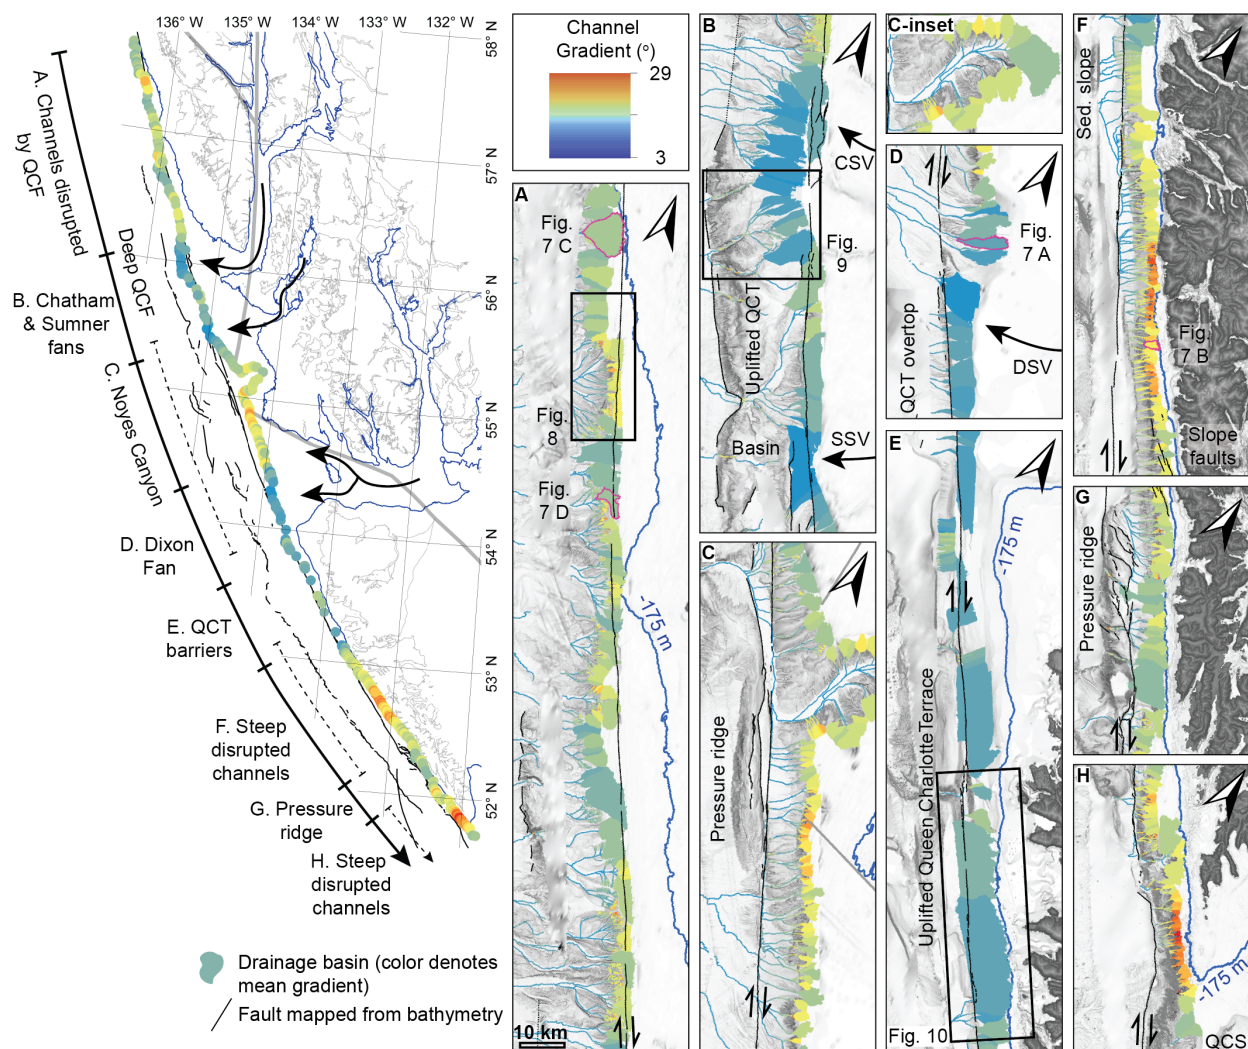 136° W 135° W 134° W 133° W 132° W
58° N
57° N
56° N
55° N
54° N
53° N
52° N
A. Channels disrupted
by QCF
Deep QCF
B. Chatham
& Sumner
fans
C. Noyes Canyon
D. Dixon
Fan
E. QCT
barriers
F. Steep
disrupted
channels
G. Pressure
ridge
H. Steep
disrupted
channels
Drainage basin (color denotes
mean gradient)
Fault mapped from bathymetry
Channel
Gradient (°)
29
3
A
Fig.
7 C
Fig.
8
Fig.
7 D
-175 m
10 km
B
CSV
Fig.
9
Uplifted QCT
Basin
SSV
C
Pressure ridge
C-inset
D
Fig.
7 A
QCT overtop
DSV
E
-175 m
Uplifted Queen Charlotte Terrace
Fig. 10
F
Sed. slope
Fig.
7 B
Slope
faults
G
Pressure ridge
H
-175 m
QCS